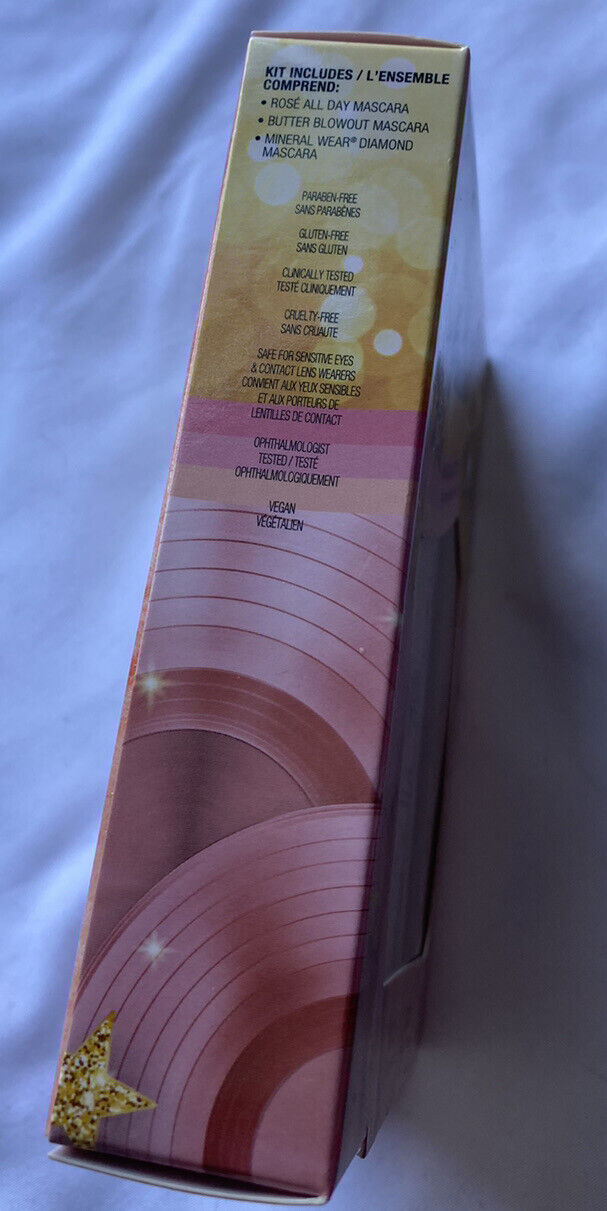 KIT INCLUDES / L'ENSEMBLE
COMPREND:
• ROSÉ ALL DAY MASCARA
• BUTTER BLOWOUT MASCARA
• MINERAL WEAR® DIAMOND
MASCARA
PARABEN-FREE
SANS PARABÈNES
GLUTEN-FREE
SANS GLUTEN
CLINICALLY TESTED
TESTÉ CLINIQUEMENT
CRUELTY-FREE
SANS CRUAUTE
SAFE FOR SENSITIVE EYES
& CONTACT LENS WEARERS
CONVIENT AUX YEUX SENSIBLES
ET AUX PORTEURS DE
LENTILLES DE CONTACT
OPHTHALMOLOGIST
TESTED / TESTÉ
OPHTHALMOLOGIQUEMENT
VEGAN
VÉGÉTALIEN